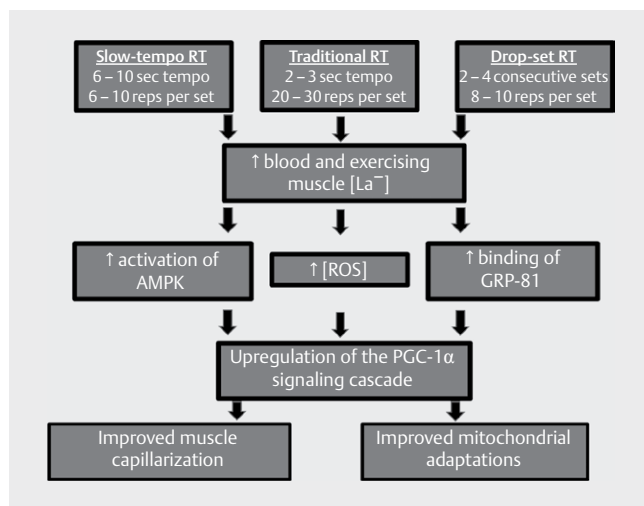 Slow-tempo RT
6 – 10 sec tempo
6 – 10 reps per set
Traditional RT
2 – 3 sec tempo
20 – 30 reps per set
Drop-set RT
2 – 4 consecutive sets
8 – 10 reps per set
↑ blood and exercising
muscle [La⁻]
↑ activation of
AMPK
↑ [ROS]
↑ binding of
GRP-81
Upregulation of the PGC-1α
signaling cascade
Improved muscle
capillarization
Improved mitochondrial
adaptations